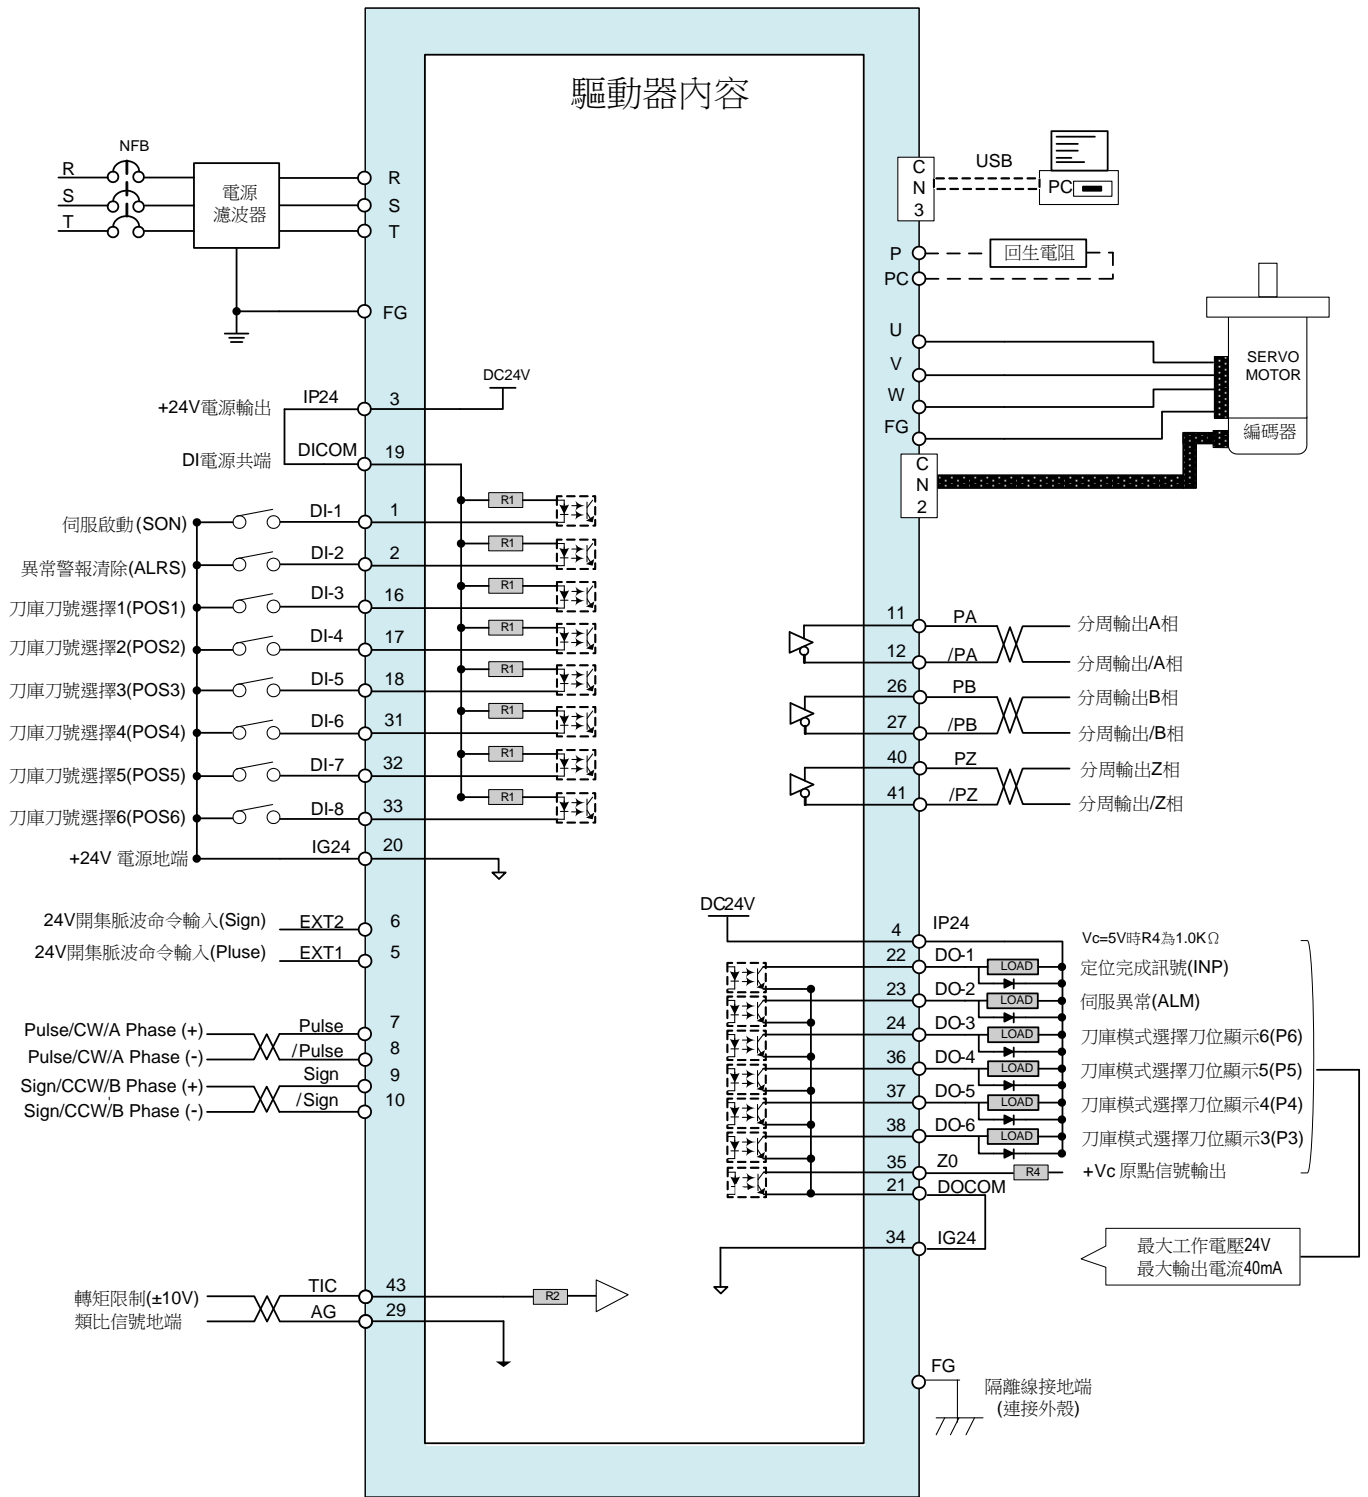 驅動器內容
NFB
R
S
T
電源
濾波器
R
S
T
FG
+24V電源輸出
IP24
3
DC24V
DI電源共端
DICOM
19
伺服啟動(SON)
DI-1
1
R1
異常警報清除(ALRS)
DI-2
2
R1
刀庫刀號選擇1(POS1)
DI-3
16
R1
刀庫刀號選擇2(POS2)
DI-4
17
R1
刀庫刀號選擇3(POS3)
DI-5
18
R1
刀庫刀號選擇4(POS4)
DI-6
31
R1
刀庫刀號選擇5(POS5)
DI-7
32
R1
刀庫刀號選擇6(POS6)
DI-8
33
R1
+24V 電源地端
IG24
20
24V開集脈波命令輸入(Sign)
EXT2
6
24V開集脈波命令輸入(Pluse)
EXT1
5
Pulse/CW/A Phase (+)
Pulse
7
Pulse/CW/A Phase (-)
/Pulse
8
Sign/CCW/B Phase (+)
Sign
9
Sign/CCW/B Phase (-)
/Sign
10
轉矩限制(±10V)
TIC
43
R2
類比信號地端
AG
29
CN3
USB
PC
P
回生電阻
PC
U
V
W
FG
SERVO
MOTOR
編碼器
CN2
11
PA
分周輸出A相
12
/PA
分周輸出/A相
26
PB
分周輸出B相
27
/PB
分周輸出/B相
40
PZ
分周輸出Z相
41
/PZ
分周輸出/Z相
DC24V
4
IP24
Vc=5V時R4為1.0KΩ
22
DO-1
LOAD
定位完成訊號(INP)
23
DO-2
LOAD
伺服異常(ALM)
24
DO-3
LOAD
刀庫模式選擇刀位顯示6(P6)
36
DO-4
LOAD
刀庫模式選擇刀位顯示5(P5)
37
DO-5
LOAD
刀庫模式選擇刀位顯示4(P4)
38
DO-6
LOAD
刀庫模式選擇刀位顯示3(P3)
35
Z0
R4
+Vc 原點信號輸出
21
DOCOM
34
IG24
最大工作電壓24V
最大輸出電流40mA
FG
隔離線接地端
(連接外殼)